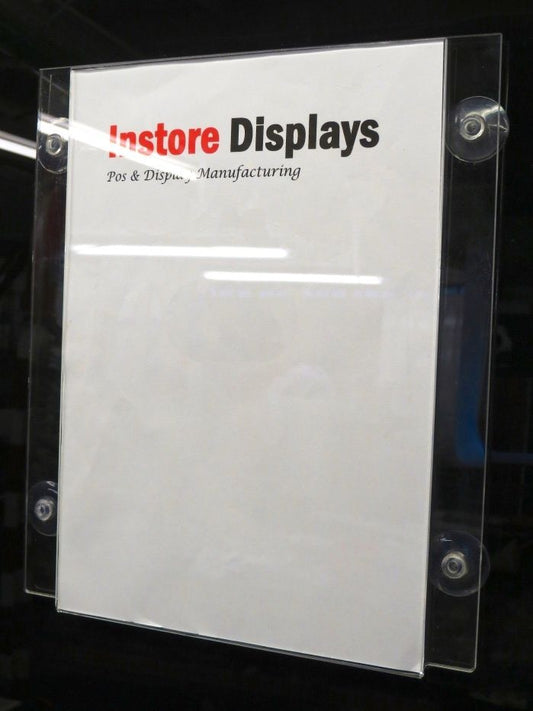 Instore Displays
Pos & Display Manufacturing